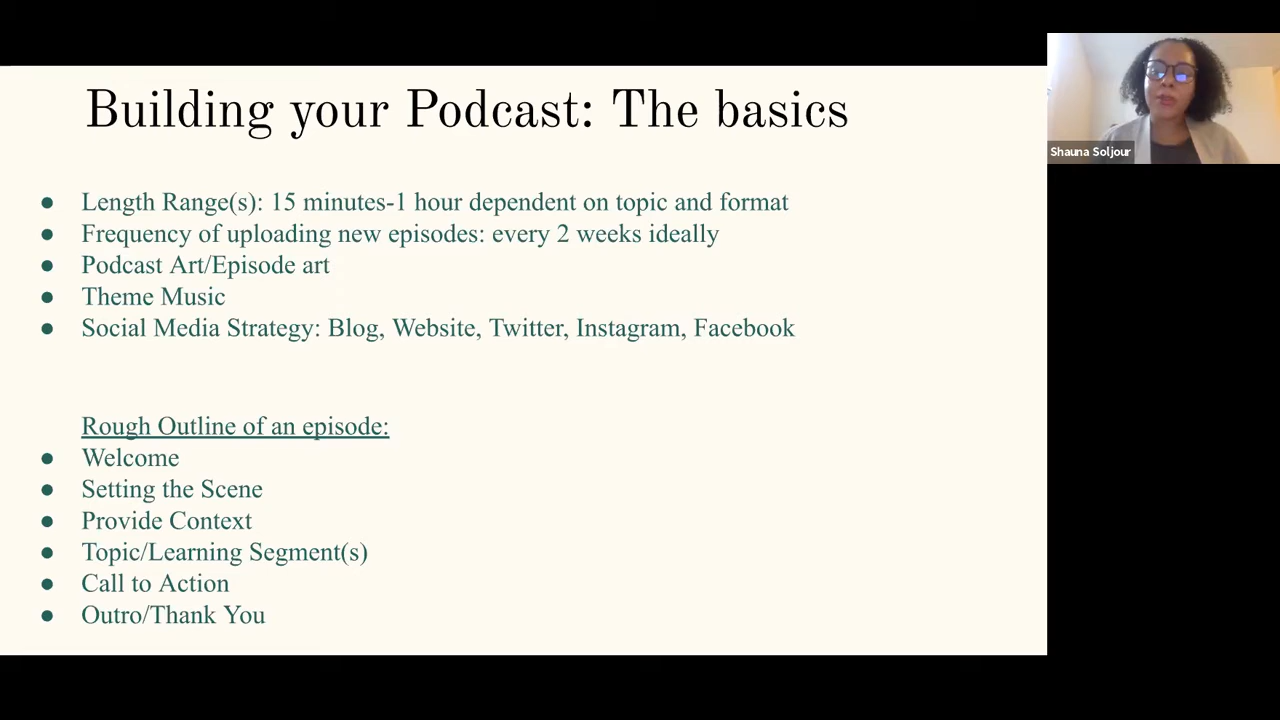 Building your Podcast: The basics
Shauna Soljour
● Length Range(s): 15 minutes-1 hour dependent on topic and format
● Frequency of uploading new episodes: every 2 weeks ideally
● Podcast Art/Episode art
● Theme Music
● Social Media Strategy: Blog, Website, Twitter, Instagram, Facebook
Rough Outline of an episode:
● Welcome
● Setting the Scene
● Provide Context
● Topic/Learning Segment(s)
● Call to Action
● Outro/Thank You